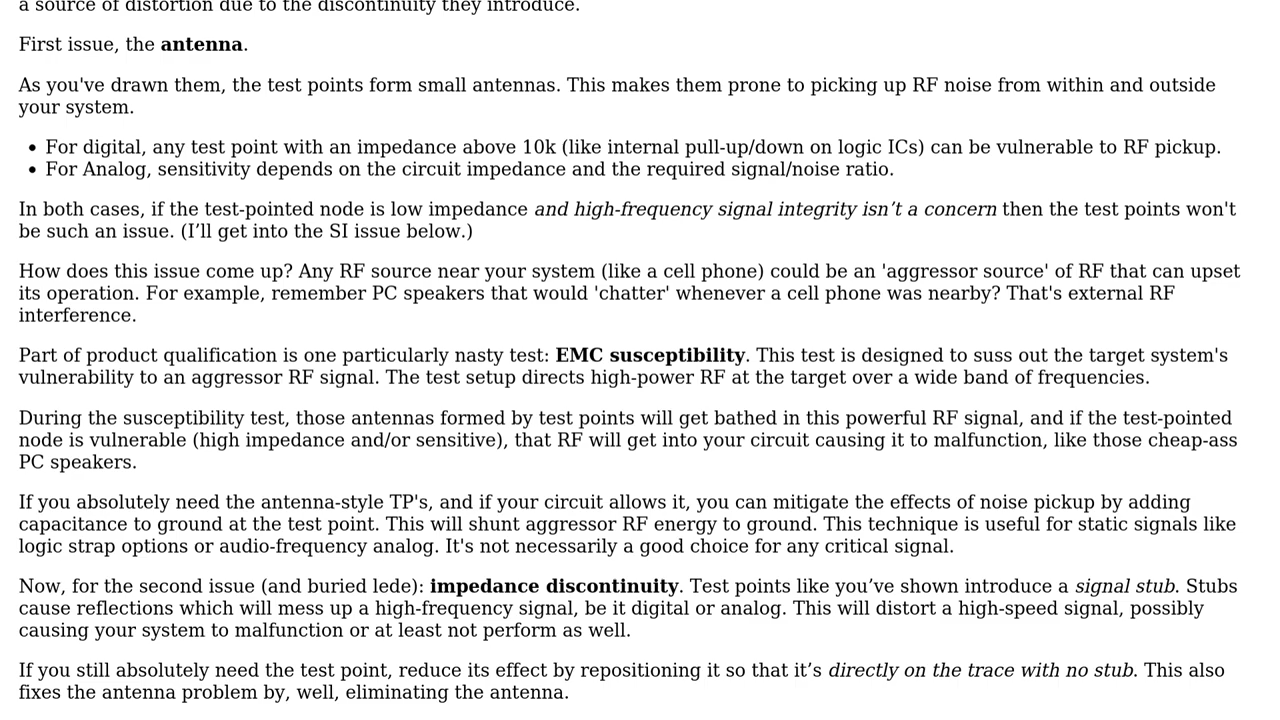 a source of distortion due to the discontinuity they introduce.
First issue, the antenna.
As you've drawn them, the test points form small antennas. This makes them prone to picking up RF noise from within and outside
your system.
• For digital, any test point with an impedance above 10k (like internal pull-up/down on logic ICs) can be vulnerable to RF pickup.
• For Analog, sensitivity depends on the circuit impedance and the required signal/noise ratio.
In both cases, if the test-pointed node is low impedance and high-frequency signal integrity isn’t a concern then the test points won't
be such an issue. (I’ll get into the SI issue below.)
How does this issue come up? Any RF source near your system (like a cell phone) could be an 'aggressor source' of RF that can upset
its operation. For example, remember PC speakers that would 'chatter' whenever a cell phone was nearby? That's external RF
interference.
Part of product qualification is one particularly nasty test: EMC susceptibility. This test is designed to suss out the target system's
vulnerability to an aggressor RF signal. The test setup directs high-power RF at the target over a wide band of frequencies.
During the susceptibility test, those antennas formed by test points will get bathed in this powerful RF signal, and if the test-pointed
node is vulnerable (high impedance and/or sensitive), that RF will get into your circuit causing it to malfunction, like those cheap-ass
PC speakers.
If you absolutely need the antenna-style TP's, and if your circuit allows it, you can mitigate the effects of noise pickup by adding
capacitance to ground at the test point. This will shunt aggressor RF energy to ground. This technique is useful for static signals like
logic strap options or audio-frequency analog. It's not necessarily a good choice for any critical signal.
Now, for the second issue (and buried lede): impedance discontinuity. Test points like you’ve shown introduce a signal stub. Stubs
cause reflections which will mess up a high-frequency signal, be it digital or analog. This will distort a high-speed signal, possibly
causing your system to malfunction or at least not perform as well.
If you still absolutely need the test point, reduce its effect by repositioning it so that it’s directly on the trace with no stub. This also
fixes the antenna problem by, well, eliminating the antenna.